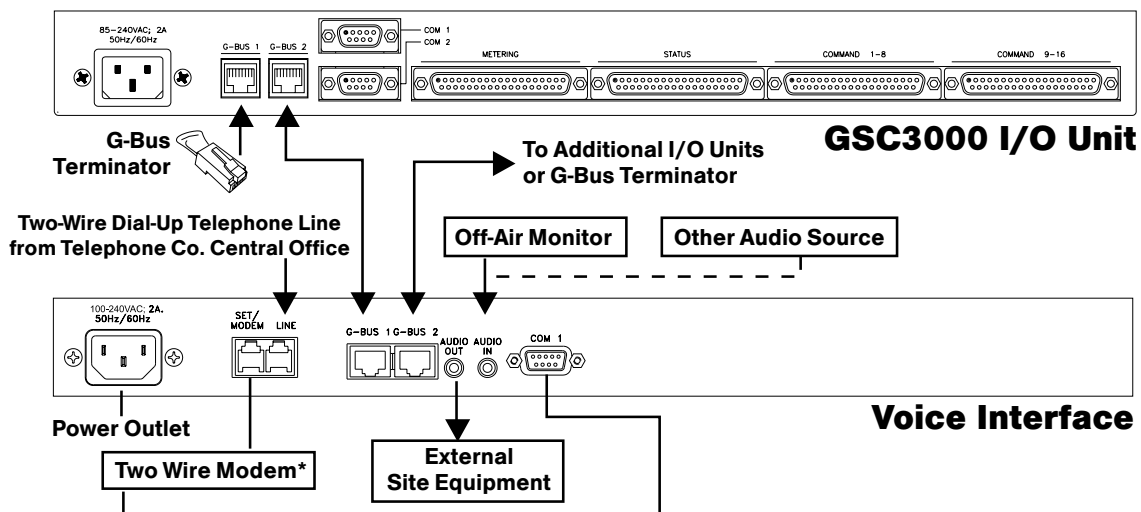 85-240VAC; 2A
50Hz/60Hz
G-BUS 1 G-BUS 2
COM 1
COM 2
METERING
STATUS
COMMAND 1-8
COMMAND 9-16
GSC3000 I/O Unit
G-Bus
Terminator
To Additional I/O Units
or G-Bus Terminator
Two-Wire Dial-Up Telephone Line
from Telephone Co. Central Office
Off-Air Monitor
Other Audio Source
100-240VAC; 2A.
50Hz/60Hz
SET/
MODEM LINE
G-BUS 1 G-BUS 2
AUDIO
OUT
AUDIO
IN
COM 1
Voice Interface
Power Outlet
Two Wire Modem*
External
Site Equipment